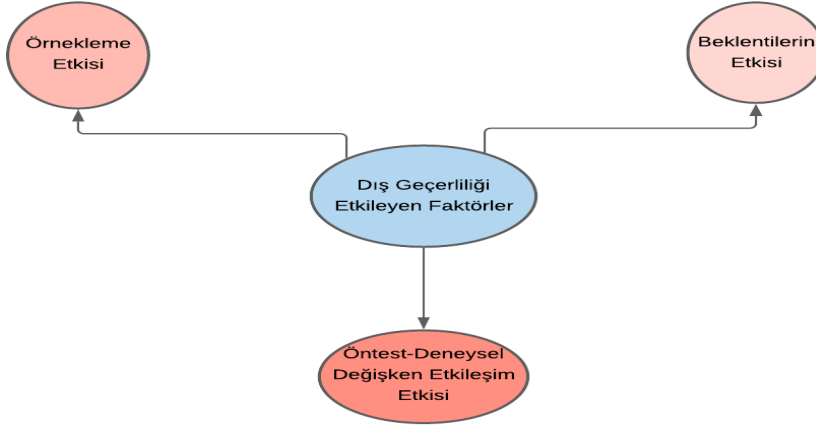 Örnekleme
Etkisi
Beklentilerin
Etkisi
Dış Geçerliliği
Etkileyen Faktörler
Öntest-Deneysel
Değişken Etkileşim
Etkisi